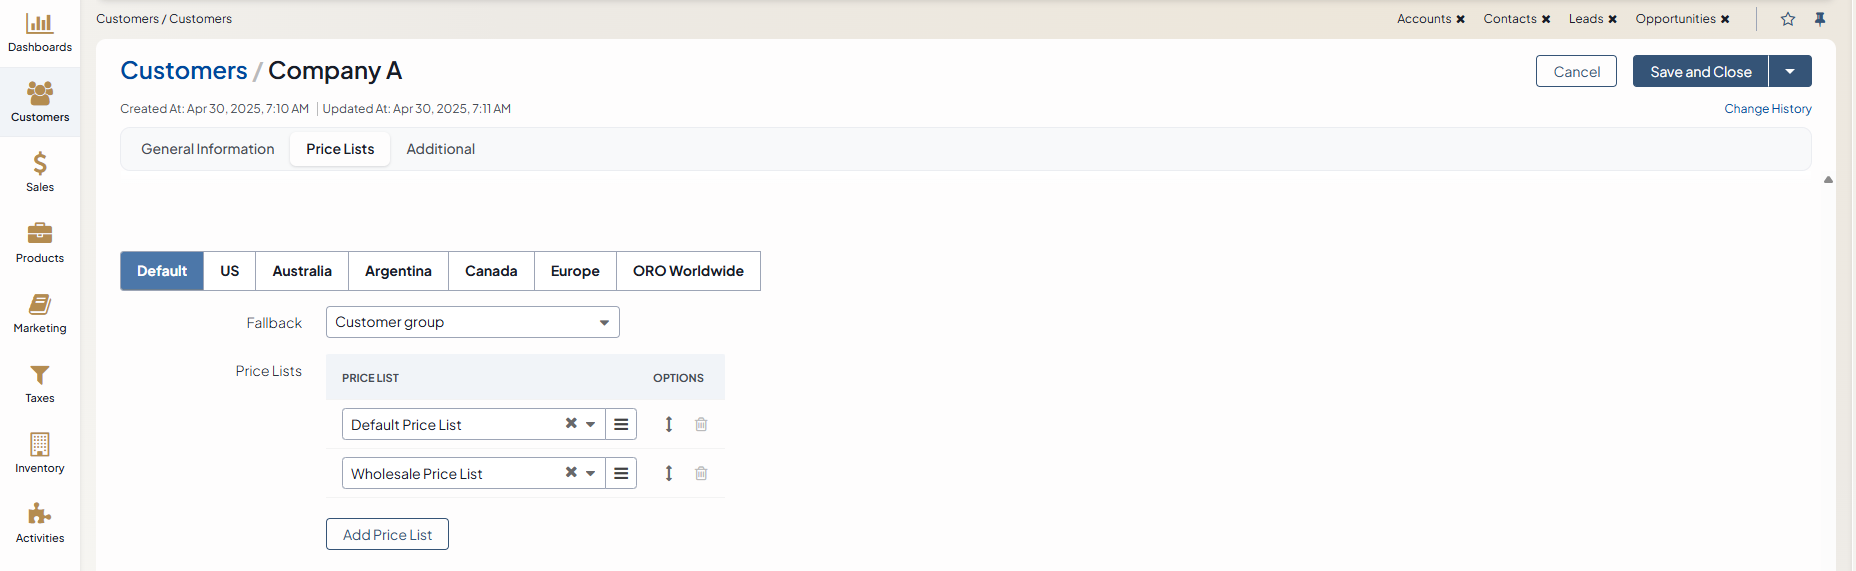 Customers / Customers
Accounts ✖ Contacts ✖ Leads ✖ Opportunities ✖
Dashboards
Customers
Sales
Products
Marketing
Taxes
Inventory
Activities
Customers / Company A
Cancel
Save and Close
Created At: Apr 30, 2025, 7:10 AM | Updated At: Apr 30, 2025, 7:11 AM
Change History
General Information Price Lists Additional
Default US Australia Argentina Canada Europe ORO Worldwide
Fallback Customer group
Price Lists PRICE LIST OPTIONS
Default Price List
Wholesale Price List
Add Price List